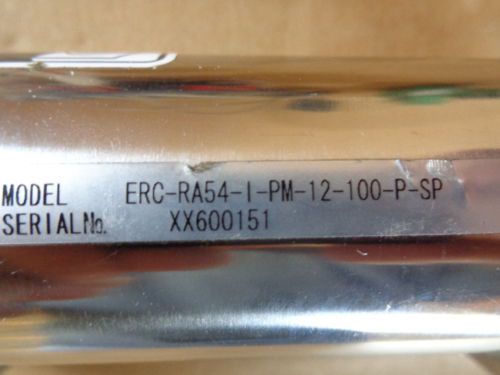 MODEL ERC-RA54-I-PM-12-100-P-SP
SERIAL No. XX600151